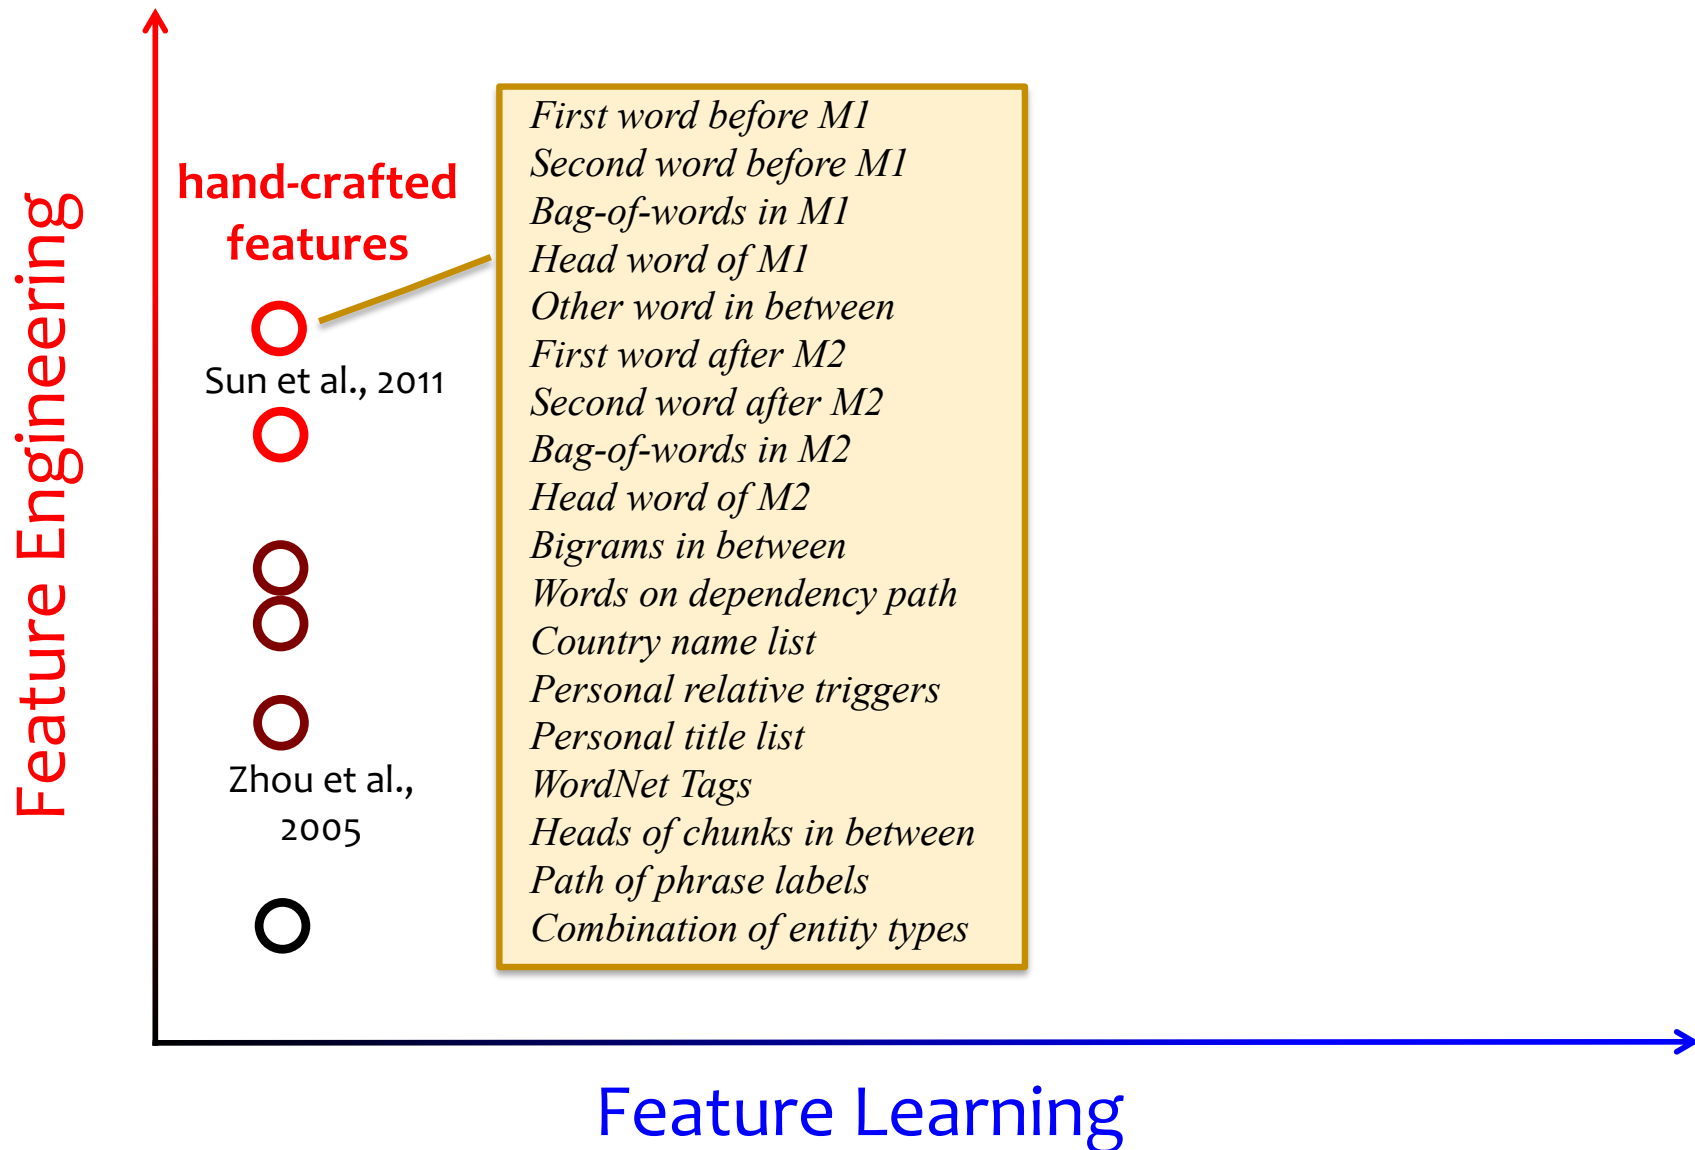 Feature Engineering
hand-crafted
features
Sun et al., 2011
Zhou et al.,
2005
First word before M1
Second word before M1
Bag-of-words in M1
Head word of M1
Other word in between
First word after M2
Second word after M2
Bag-of-words in M2
Head word of M2
Bigrams in between
Words on dependency path
Country name list
Personal relative triggers
Personal title list
WordNet Tags
Heads of chunks in between
Path of phrase labels
Combination of entity types
Feature Learning